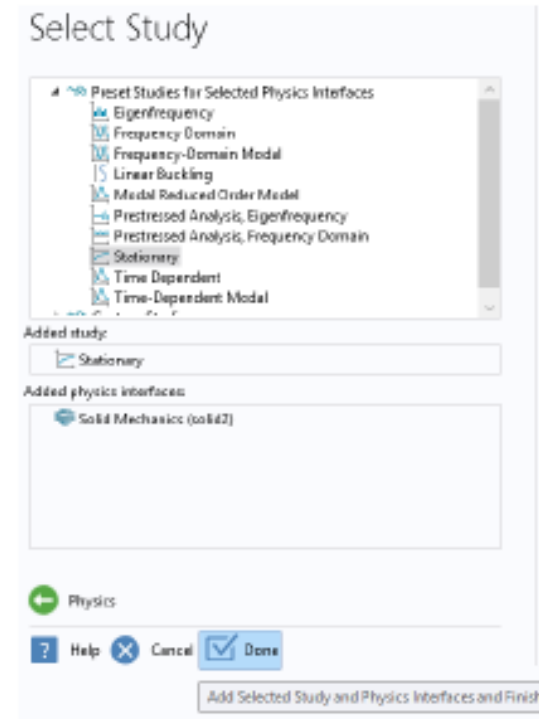 Select Study
Preset Studies for Selected Physics Interfaces
Eigenfrequency
Frequency Domain
Frequency-Domain Modal
Linear Buckling
Modal Reduced Order Model
Prestressed Analysis, Eigenfrequency
Prestressed Analysis, Frequency Domain
Stationary
Time Dependent
Time-Dependent Modal
Added study:
Stationary
Added physics interfaces:
Solid Mechanics (solid2)
Physics
? Help Cancel Done
Add Selected Study and Physics Interfaces and Finish